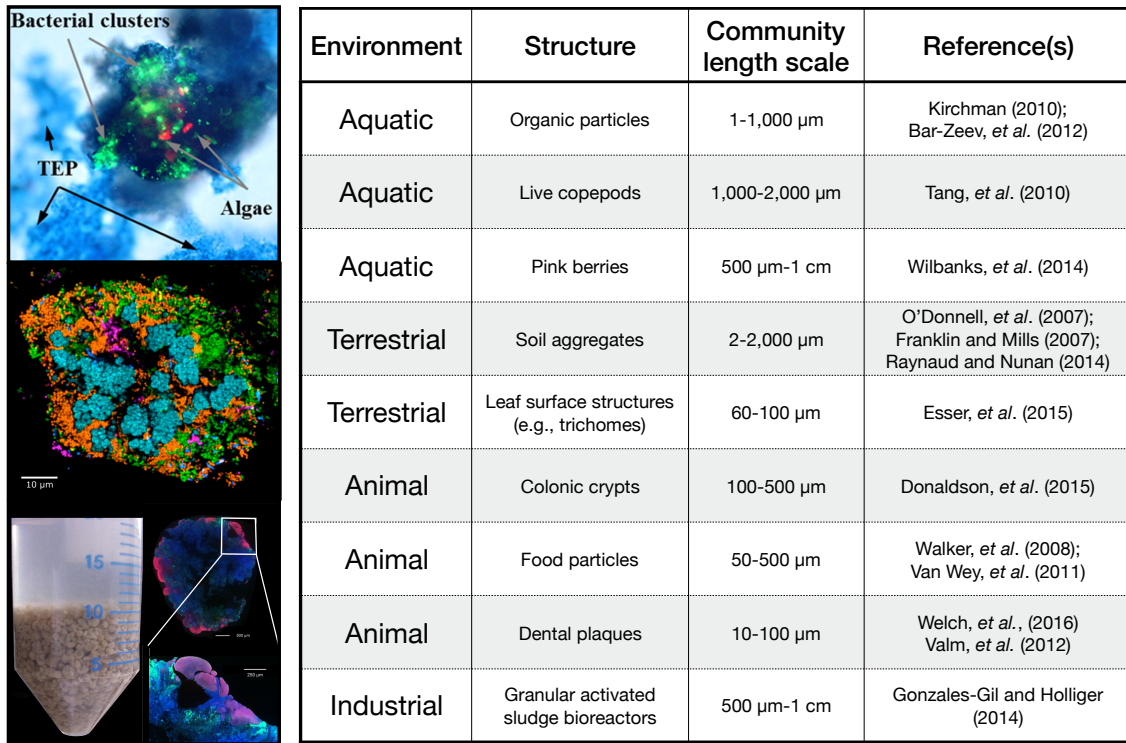 Bacterial clusters
TEP
Algae
10 µm
15
10
5
500 µm
250 µm
Environment
Structure
Community
length scale
Reference(s)
Aquatic
Organic particles
1-1,000 µm
Kirchman (2010);
Bar-Zeev, et al. (2012)
Aquatic
Live copepods
1,000-2,000 µm
Tang, et al. (2010)
Aquatic
Pink berries
500 µm-1 cm
Wilbanks, et al. (2014)
Terrestrial
Soil aggregates
2-2,000 µm
O'Donnell, et al. (2007);
Franklin and Mills (2007);
Raynaud and Nunan (2014)
Terrestrial
Leaf surface structures
(e.g., trichomes)
60-100 µm
Esser, et al. (2015)
Animal
Colonic crypts
100-500 µm
Donaldson, et al. (2015)
Animal
Food particles
50-500 µm
Walker, et al. (2008);
Van Wey, et al. (2011)
Animal
Dental plaques
10-100 µm
Welch, et al., (2016)
Valm, et al. (2012)
Industrial
Granular activated
sludge bioreactors
500 µm-1 cm
Gonzales-Gil and Holliger
(2014)